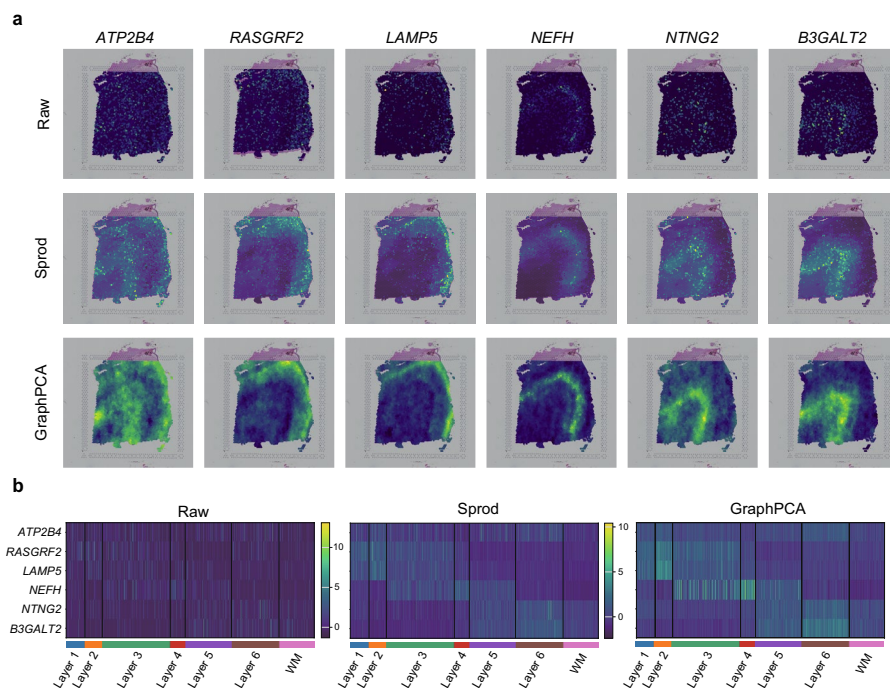 a
ATP2B4 RASGRF2 LAMP5 NEFH NTNG2 B3GALT2
Raw
Sprod
GraphPCA
b
Raw Sprod GraphPCA
ATP2B4
RASGRF2
LAMP5
NEFH
NTNG2
B3GALT2
10
5
0
10
5
0
Layer 1 Layer 2 Layer 3 Layer 4 Layer 5 Layer 6 WM
Layer 1 Layer 2 Layer 3 Layer 4 Layer 5 Layer 6 WM
Layer 1 Layer 2 Layer 3 Layer 4 Layer 5 Layer 6 WM